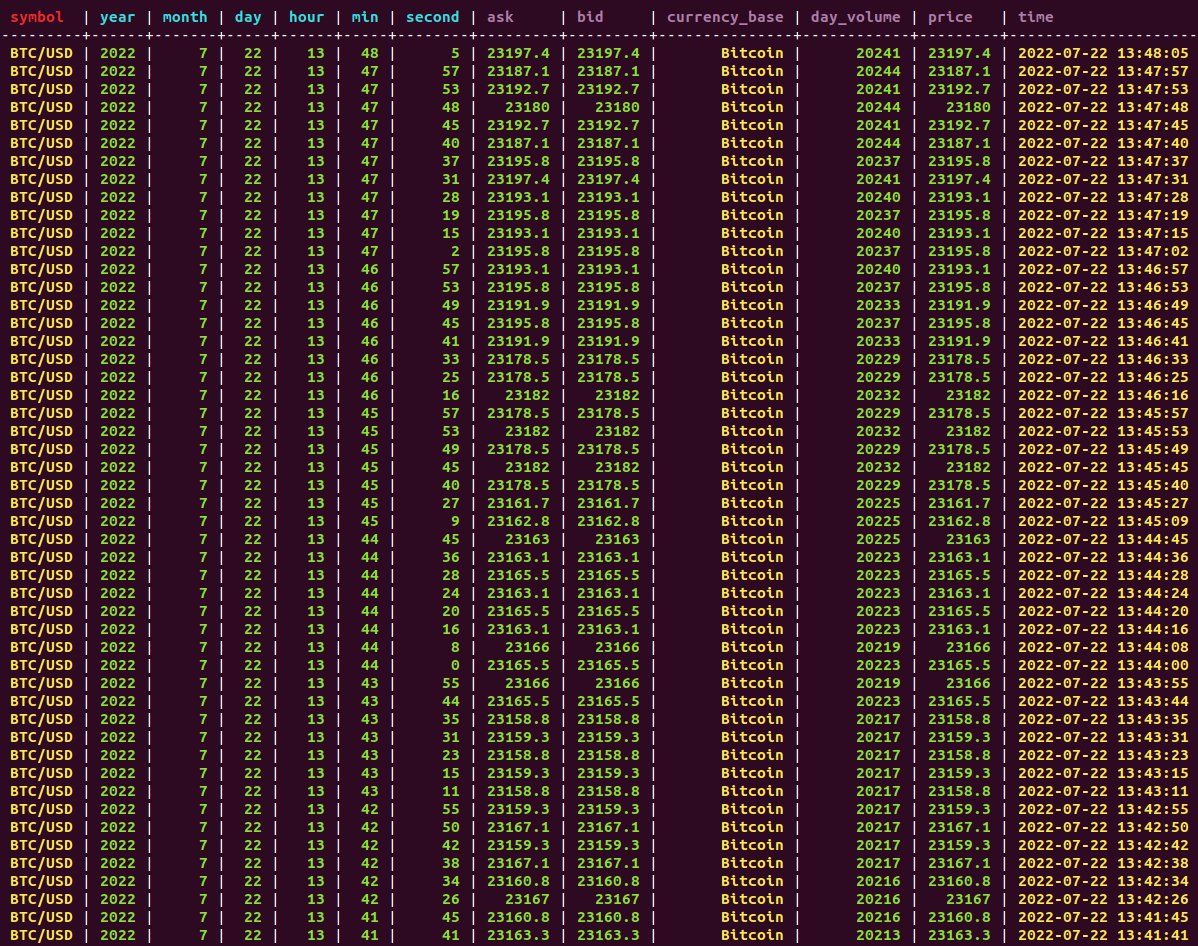 symbol | year | month | day | hour | min | second | ask | bid | currency_base | day_volume | price | time
---------+------+-------+-----+------+-----+--------+---------+---------+---------------+------------+---------+---------------------
BTC/USD | 2022 | 7 | 22 | 13 | 48 | 5 | 23197.4 | 23197.4 | Bitcoin | 20241 | 23197.4 | 2022-07-22 13:48:05
BTC/USD | 2022 | 7 | 22 | 13 | 47 | 57 | 23187.1 | 23187.1 | Bitcoin | 20244 | 23187.1 | 2022-07-22 13:47:57
BTC/USD | 2022 | 7 | 22 | 13 | 47 | 53 | 23192.7 | 23192.7 | Bitcoin | 20241 | 23192.7 | 2022-07-22 13:47:53
BTC/USD | 2022 | 7 | 22 | 13 | 47 | 48 | 23180 | 23180 | Bitcoin | 20244 | 23180 | 2022-07-22 13:47:48
BTC/USD | 2022 | 7 | 22 | 13 | 47 | 45 | 23192.7 | 23192.7 | Bitcoin | 20241 | 23192.7 | 2022-07-22 13:47:45
BTC/USD | 2022 | 7 | 22 | 13 | 47 | 40 | 23187.1 | 23187.1 | Bitcoin | 20244 | 23187.1 | 2022-07-22 13:47:40
BTC/USD | 2022 | 7 | 22 | 13 | 47 | 37 | 23195.8 | 23195.8 | Bitcoin | 20237 | 23195.8 | 2022-07-22 13:47:37
BTC/USD | 2022 | 7 | 22 | 13 | 47 | 31 | 23197.4 | 23197.4 | Bitcoin | 20241 | 23197.4 | 2022-07-22 13:47:31
BTC/USD | 2022 | 7 | 22 | 13 | 47 | 28 | 23193.1 | 23193.1 | Bitcoin | 20240 | 23193.1 | 2022-07-22 13:47:28
BTC/USD | 2022 | 7 | 22 | 13 | 47 | 19 | 23195.8 | 23195.8 | Bitcoin | 20237 | 23195.8 | 2022-07-22 13:47:19
BTC/USD | 2022 | 7 | 22 | 13 | 47 | 15 | 23193.1 | 23193.1 | Bitcoin | 20240 | 23193.1 | 2022-07-22 13:47:15
BTC/USD | 2022 | 7 | 22 | 13 | 47 | 2 | 23195.8 | 23195.8 | Bitcoin | 20237 | 23195.8 | 2022-07-22 13:47:02
BTC/USD | 2022 | 7 | 22 | 13 | 46 | 57 | 23193.1 | 23193.1 | Bitcoin | 20240 | 23193.1 | 2022-07-22 13:46:57
BTC/USD | 2022 | 7 | 22 | 13 | 46 | 53 | 23195.8 | 23195.8 | Bitcoin | 20237 | 23195.8 | 2022-07-22 13:46:53
BTC/USD | 2022 | 7 | 22 | 13 | 46 | 49 | 23191.9 | 23191.9 | Bitcoin | 20233 | 23191.9 | 2022-07-22 13:46:49
BTC/USD | 2022 | 7 | 22 | 13 | 46 | 45 | 23195.8 | 23195.8 | Bitcoin | 20237 | 23195.8 | 2022-07-22 13:46:45
BTC/USD | 2022 | 7 | 22 | 13 | 46 | 41 | 23191.9 | 23191.9 | Bitcoin | 20233 | 23191.9 | 2022-07-22 13:46:41
BTC/USD | 2022 | 7 | 22 | 13 | 46 | 33 | 23178.5 | 23178.5 | Bitcoin | 20229 | 23178.5 | 2022-07-22 13:46:33
BTC/USD | 2022 | 7 | 22 | 13 | 46 | 25 | 23178.5 | 23178.5 | Bitcoin | 20229 | 23178.5 | 2022-07-22 13:46:25
BTC/USD | 2022 | 7 | 22 | 13 | 46 | 16 | 23182 | 23182 | Bitcoin | 20232 | 23182 | 2022-07-22 13:46:16
BTC/USD | 2022 | 7 | 22 | 13 | 45 | 57 | 23178.5 | 23178.5 | Bitcoin | 20229 | 23178.5 | 2022-07-22 13:45:57
BTC/USD | 2022 | 7 | 22 | 13 | 45 | 53 | 23182 | 23182 | Bitcoin | 20232 | 23182 | 2022-07-22 13:45:53
BTC/USD | 2022 | 7 | 22 | 13 | 45 | 49 | 23178.5 | 23178.5 | Bitcoin | 20229 | 23178.5 | 2022-07-22 13:45:49
BTC/USD | 2022 | 7 | 22 | 13 | 45 | 45 | 23182 | 23182 | Bitcoin | 20232 | 23182 | 2022-07-22 13:45:45
BTC/USD | 2022 | 7 | 22 | 13 | 45 | 40 | 23178.5 | 23178.5 | Bitcoin | 20229 | 23178.5 | 2022-07-22 13:45:40
BTC/USD | 2022 | 7 | 22 | 13 | 45 | 27 | 23161.7 | 23161.7 | Bitcoin | 20225 | 23161.7 | 2022-07-22 13:45:27
BTC/USD | 2022 | 7 | 22 | 13 | 45 | 9 | 23162.8 | 23162.8 | Bitcoin | 20225 | 23162.8 | 2022-07-22 13:45:09
BTC/USD | 2022 | 7 | 22 | 13 | 44 | 45 | 23163 | 23163 | Bitcoin | 20225 | 23163 | 2022-07-22 13:44:45
BTC/USD | 2022 | 7 | 22 | 13 | 44 | 36 | 23163.1 | 23163.1 | Bitcoin | 20223 | 23163.1 | 2022-07-22 13:44:36
BTC/USD | 2022 | 7 | 22 | 13 | 44 | 28 | 23165.5 | 23165.5 | Bitcoin | 20223 | 23165.5 | 2022-07-22 13:44:28
BTC/USD | 2022 | 7 | 22 | 13 | 44 | 24 | 23163.1 | 23163.1 | Bitcoin | 20223 | 23163.1 | 2022-07-22 13:44:24
BTC/USD | 2022 | 7 | 22 | 13 | 44 | 20 | 23165.5 | 23165.5 | Bitcoin | 20223 | 23165.5 | 2022-07-22 13:44:20
BTC/USD | 2022 | 7 | 22 | 13 | 44 | 16 | 23163.1 | 23163.1 | Bitcoin | 20223 | 23163.1 | 2022-07-22 13:44:16
BTC/USD | 2022 | 7 | 22 | 13 | 44 | 8 | 23166 | 23166 | Bitcoin | 20219 | 23166 | 2022-07-22 13:44:08
BTC/USD | 2022 | 7 | 22 | 13 | 44 | 0 | 23165.5 | 23165.5 | Bitcoin | 20223 | 23165.5 | 2022-07-22 13:44:00
BTC/USD | 2022 | 7 | 22 | 13 | 43 | 55 | 23166 | 23166 | Bitcoin | 20219 | 23166 | 2022-07-22 13:43:55
BTC/USD | 2022 | 7 | 22 | 13 | 43 | 44 | 23165.5 | 23165.5 | Bitcoin | 20223 | 23165.5 | 2022-07-22 13:43:44
BTC/USD | 2022 | 7 | 22 | 13 | 43 | 35 | 23158.8 | 23158.8 | Bitcoin | 20217 | 23158.8 | 2022-07-22 13:43:35
BTC/USD | 2022 | 7 | 22 | 13 | 43 | 31 | 23159.3 | 23159.3 | Bitcoin | 20217 | 23159.3 | 2022-07-22 13:43:31
BTC/USD | 2022 | 7 | 22 | 13 | 43 | 23 | 23158.8 | 23158.8 | Bitcoin | 20217 | 23158.8 | 2022-07-22 13:43:23
BTC/USD | 2022 | 7 | 22 | 13 | 43 | 15 | 23159.3 | 23159.3 | Bitcoin | 20217 | 23159.3 | 2022-07-22 13:43:15
BTC/USD | 2022 | 7 | 22 | 13 | 43 | 11 | 23158.8 | 23158.8 | Bitcoin | 20217 | 23158.8 | 2022-07-22 13:43:11
BTC/USD | 2022 | 7 | 22 | 13 | 42 | 55 | 23159.3 | 23159.3 | Bitcoin | 20217 | 23159.3 | 2022-07-22 13:42:55
BTC/USD | 2022 | 7 | 22 | 13 | 42 | 50 | 23167.1 | 23167.1 | Bitcoin | 20217 | 23167.1 | 2022-07-22 13:42:50
BTC/USD | 2022 | 7 | 22 | 13 | 42 | 42 | 23159.3 | 23159.3 | Bitcoin | 20217 | 23159.3 | 2022-07-22 13:42:42
BTC/USD | 2022 | 7 | 22 | 13 | 42 | 38 | 23167.1 | 23167.1 | Bitcoin | 20217 | 23167.1 | 2022-07-22 13:42:38
BTC/USD | 2022 | 7 | 22 | 13 | 42 | 34 | 23160.8 | 23160.8 | Bitcoin | 20216 | 23160.8 | 2022-07-22 13:42:34
BTC/USD | 2022 | 7 | 22 | 13 | 42 | 26 | 23167 | 23167 | Bitcoin | 20216 | 23167 | 2022-07-22 13:42:26
BTC/USD | 2022 | 7 | 22 | 13 | 41 | 45 | 23160.8 | 23160.8 | Bitcoin | 20216 | 23160.8 | 2022-07-22 13:41:45
BTC/USD | 2022 | 7 | 22 | 13 | 41 | 41 | 23163.3 | 23163.3 | Bitcoin | 20213 | 23163.3 | 2022-07-22 13:41:41